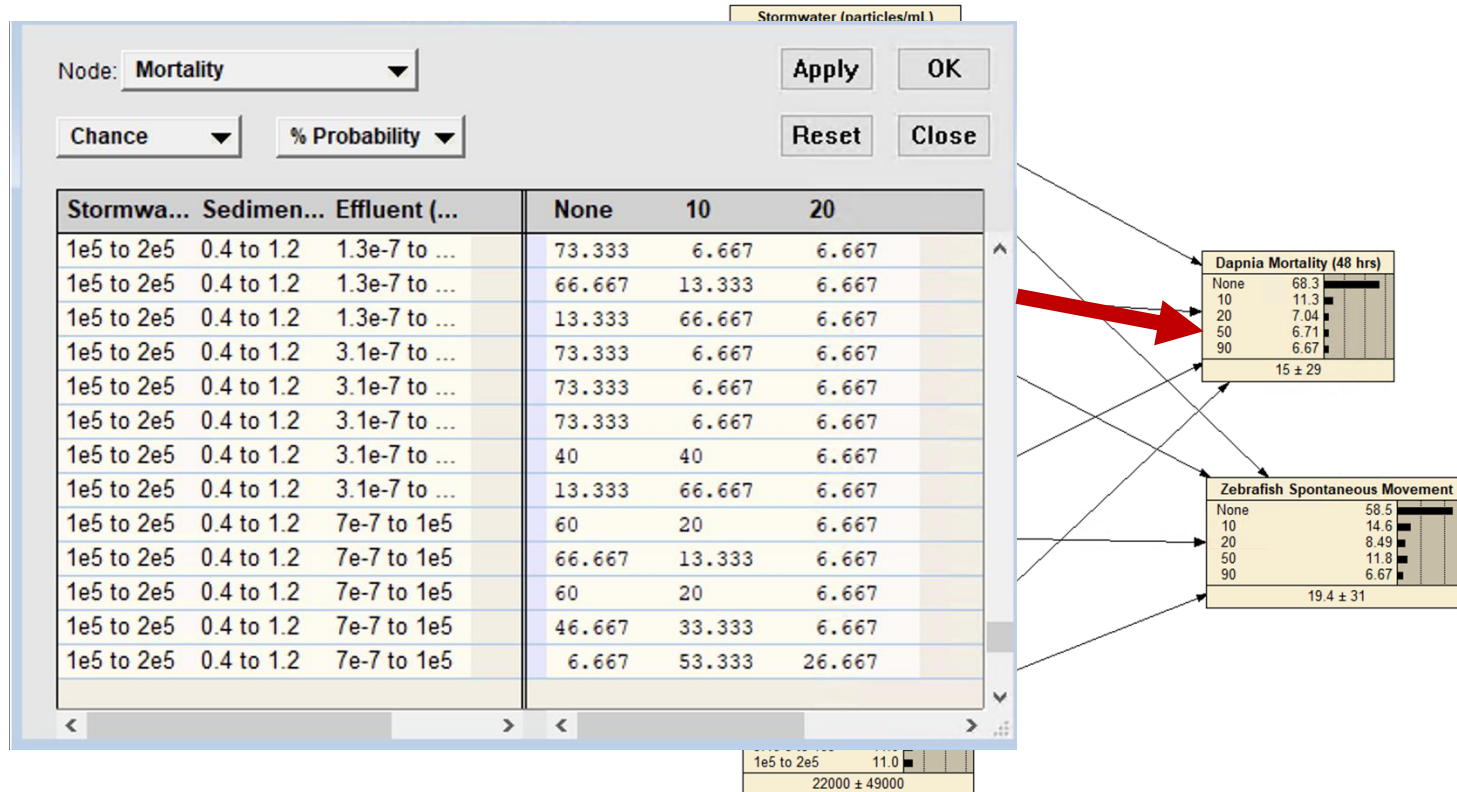 Stormwater (particles/mL)
Node: Mortality
Apply OK
Chance % Probability
Reset Close
Stormwa... Sedimen... Effluent (... None 10 20
1e5 to 2e5 0.4 to 1.2 1.3e-7 to ... 73.333 6.667 6.667
1e5 to 2e5 0.4 to 1.2 1.3e-7 to ... 66.667 13.333 6.667
1e5 to 2e5 0.4 to 1.2 1.3e-7 to ... 13.333 66.667 6.667
1e5 to 2e5 0.4 to 1.2 3.1e-7 to ... 73.333 6.667 6.667
1e5 to 2e5 0.4 to 1.2 3.1e-7 to ... 73.333 6.667 6.667
1e5 to 2e5 0.4 to 1.2 3.1e-7 to ... 73.333 6.667 6.667
1e5 to 2e5 0.4 to 1.2 3.1e-7 to ... 40 40 6.667
1e5 to 2e5 0.4 to 1.2 3.1e-7 to ... 13.333 66.667 6.667
1e5 to 2e5 0.4 to 1.2 7e-7 to 1e5 60 20 6.667
1e5 to 2e5 0.4 to 1.2 7e-7 to 1e5 66.667 13.333 6.667
1e5 to 2e5 0.4 to 1.2 7e-7 to 1e5 60 20 6.667
1e5 to 2e5 0.4 to 1.2 7e-7 to 1e5 46.667 33.333 6.667
1e5 to 2e5 0.4 to 1.2 7e-7 to 1e5 6.667 53.333 26.667
Dapnia Mortality (48 hrs)
None 68.3
10 11.3
20 7.04
50 6.71
90 6.67
15 ± 29
Zebrafish Spontaneous Movement
None 58.5
10 14.6
20 8.49
50 11.8
90 6.67
19.4 ± 31
1e5 to 2e5 11.0
22000 ± 49000